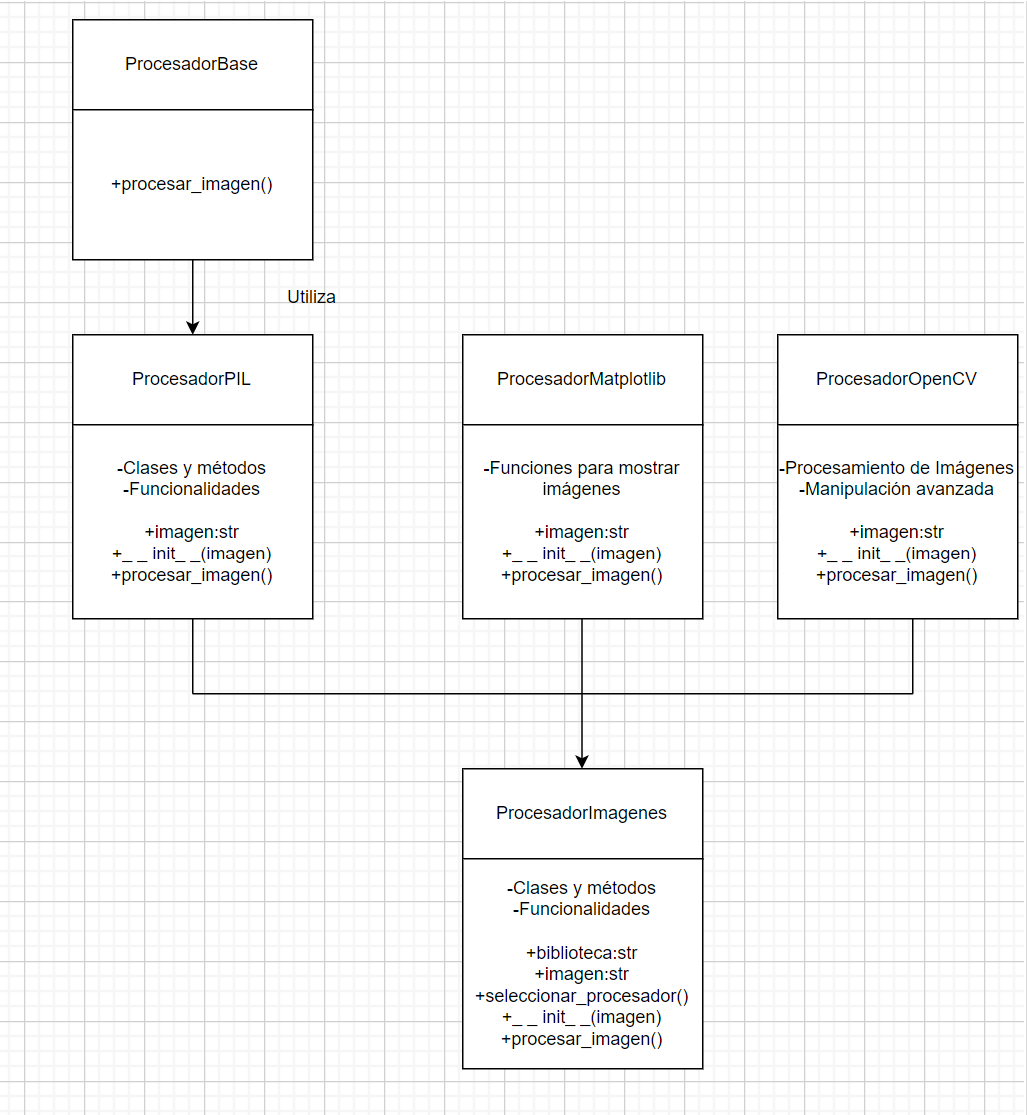 ProcesadorBase
+procesar_imagen()
Utiliza
ProcesadorPIL
-Clases y métodos
-Funcionalidades
+imagen:str
+_ _ init_ _(imagen)
+procesar_imagen()
ProcesadorMatplotlib
-Funciones para mostrar
imágenes
+imagen:str
+_ _ init_ _(imagen)
+procesar_imagen()
ProcesadorOpenCV
-Procesamiento de Imágenes
-Manipulación avanzada
+imagen:str
+_ _ init_ _(imagen)
+procesar_imagen()
ProcesadorImagenes
-Clases y métodos
-Funcionalidades
+biblioteca:str
+imagen:str
+seleccionar_procesador()
+_ _ init_ _(imagen)
+procesar_imagen()